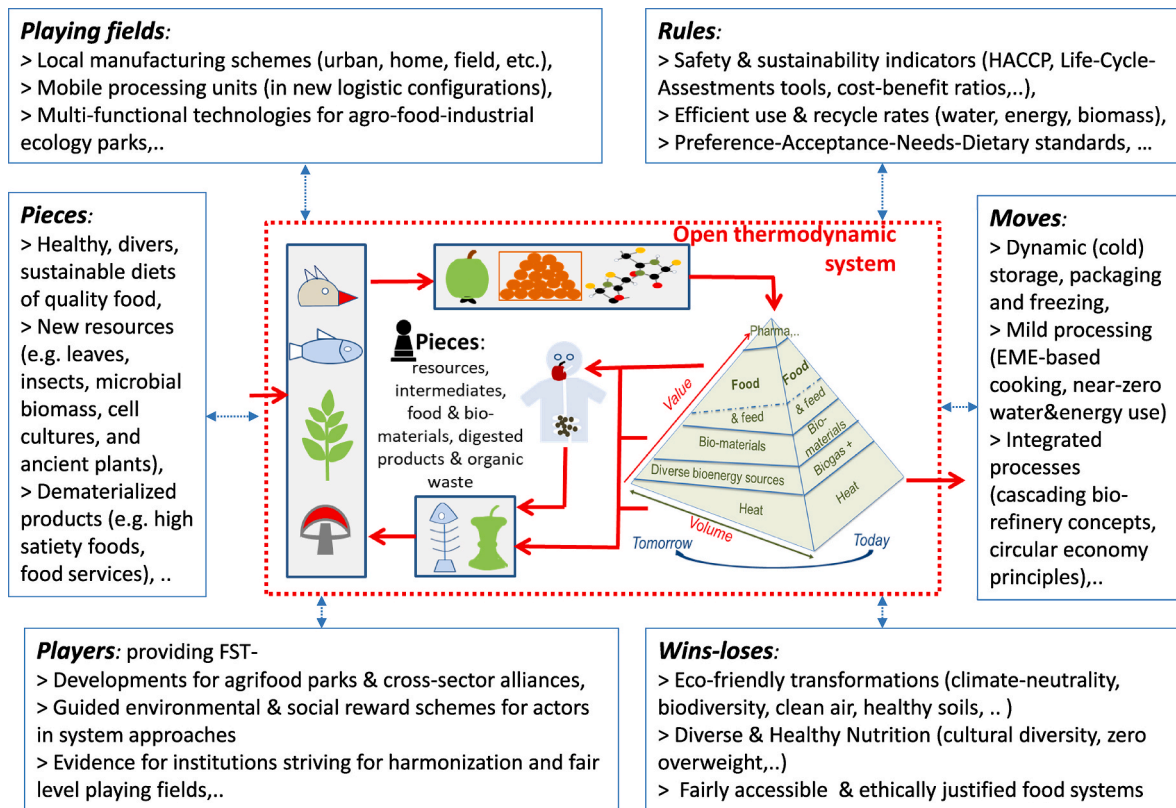 Playing fields:
> Local manufacturing schemes (urban, home, field, etc.),
> Mobile processing units (in new logistic configurations),
> Multi-functional technologies for agro-food-industrial
ecology parks,..
Rules:
> Safety & sustainability indicators (HACCP, Life-Cycle-
Assestments tools, cost-benefit ratios,..),
> Efficient use & recycle rates (water, energy, biomass),
> Preference-Acceptance-Needs-Dietary standards, …
Pieces:
> Healthy, divers,
sustainable diets
of quality food,
> New resources
(e.g. leaves,
insects, microbial
biomass, cell
cultures, and
ancient plants),
> Dematerialized
products (e.g. high
satiety foods,
food services), ..
Open thermodynamic
system
Pieces:
resources,
intermediates,
food & bio-
materials, digested
products & organic
waste
Value
Pharma,..
Food
& feed
Bio-materials
Diverse bioenergy sources
Heat
Food
& feed
Bio-
materials
Biogas +
Heat
Volume
Tomorrow
Today
Moves:
> Dynamic (cold)
storage, packaging
and freezing,
> Mild processing
(EME-based
cooking, near-zero
water&energy use)
> Integrated
processes
(cascading bio-
refinery concepts,
circular economy
principles),..
Players: providing FST-
> Developments for agrifood parks & cross-sector alliances,
> Guided environmental & social reward schemes for actors
in system approaches
> Evidence for institutions striving for harmonization and fair
level playing fields,..
Wins-loses:
> Eco-friendly transformations (climate-neutrality,
biodiversity, clean air, healthy soils, .. )
> Diverse & Healthy Nutrition (cultural diversity, zero
overweight,..)
> Fairly accessible & ethically justified food systems